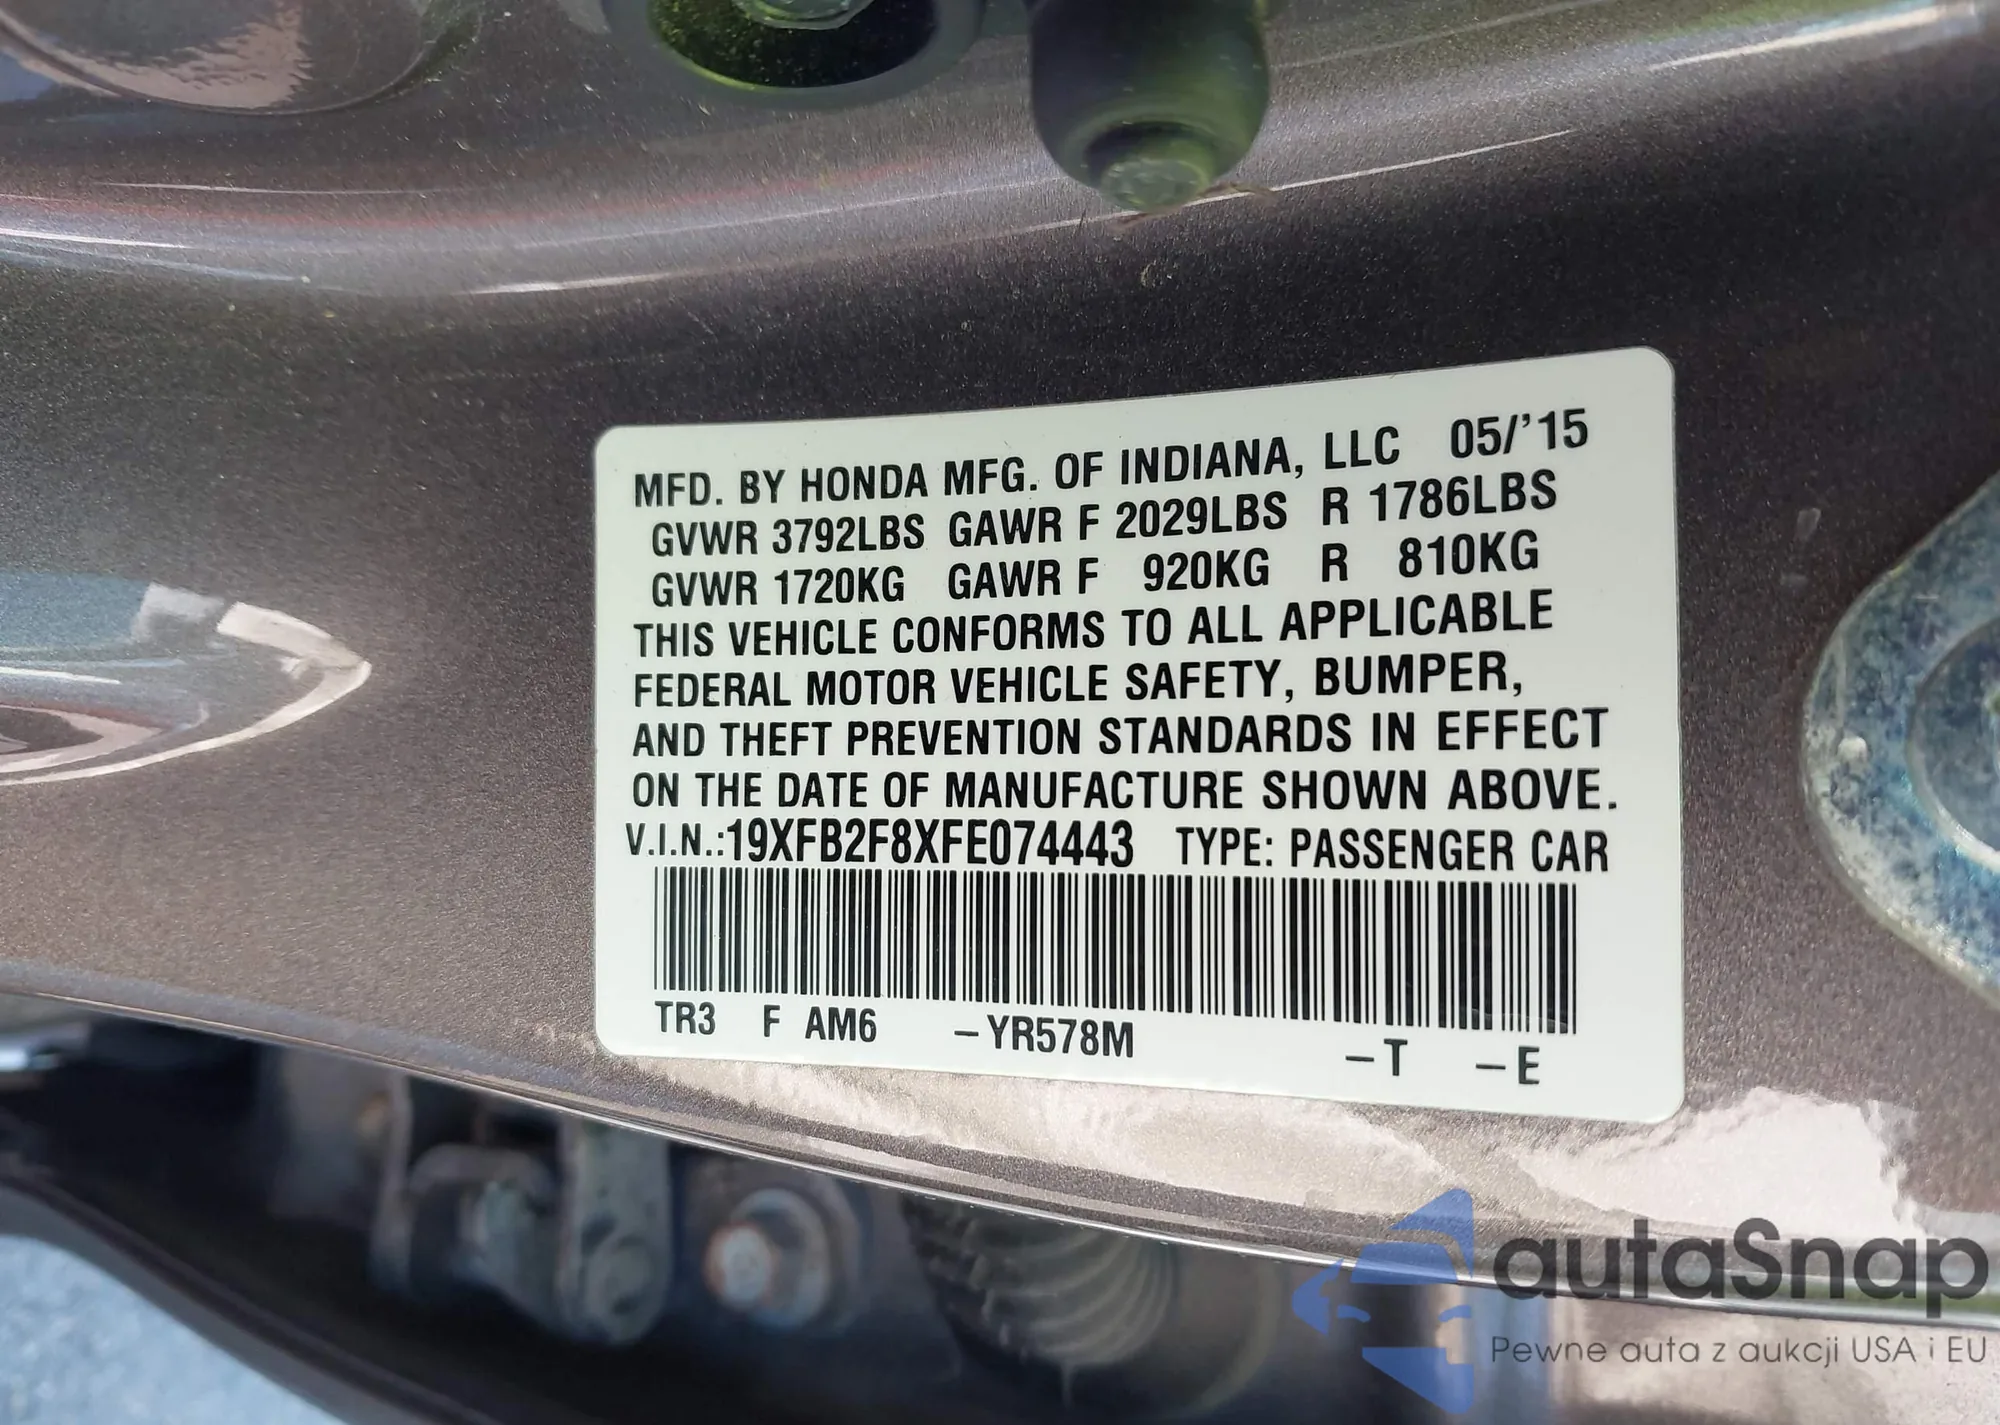 MFD. BY HONDA MFG. OF INDIANA, LLC 05/'15
GVWR 3792LBS GAWR F 2029LBS R 1786LBS
GVWR 1720KG GAWR F 920KG R 810KG
THIS VEHICLE CONFORMS TO ALL APPLICABLE
FEDERAL MOTOR VEHICLE SAFETY, BUMPER,
AND THEFT PREVENTION STANDARDS IN EFFECT
ON THE DATE OF MANUFACTURE SHOWN ABOVE.
V.I.N.:19XFB2F8XFE074443 TYPE: PASSENGER CAR
TR3 F AM6 –YR578M –T –E
autaSnap
Pewne auta z aukcji USA i EU